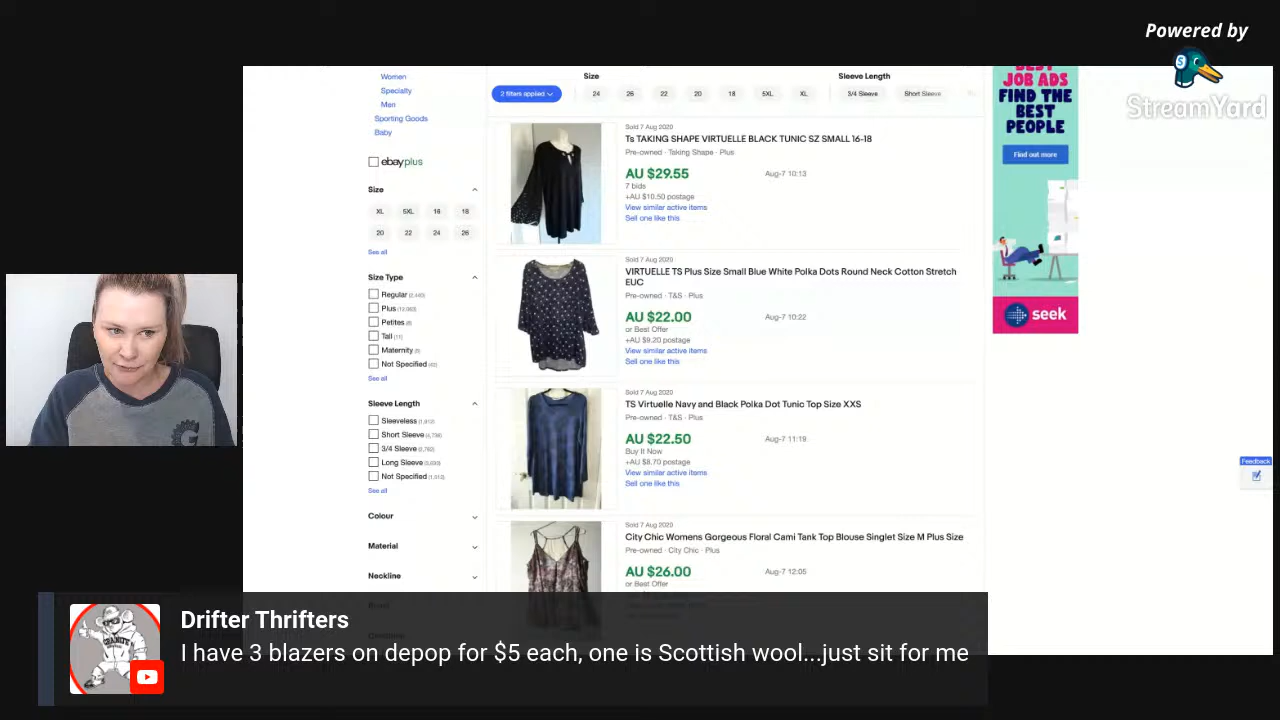 Powered by
StreamYard
Women
Specialty
Men
Sporting Goods
Baby
ebayplus
Size
XL
5XL
16
18
20
22
24
26
See all
Size Type
Regular (2,440)
Plus
Petites
Tall (11)
Maternity
Not Specified
See all
Sleeve Length
Sleeveless
Short Sleeve
3/4 Sleeve
Long Sleeve
Not Specified
See all
Colour
Material
Neckline
Size
Sleeve Length
2 filters applied
24
26
22
20
18
5XL
XL
3/4 Sleeve
Short Sleeve
Sold 7 Aug 2020
Ts TAKING SHAPE VIRTUELLE BLACK TUNIC SZ SMALL 16-18
Pre-owned · Taking Shape · Plus
AU $29.55
Aug-7 10:13
7 bids
+AU $10.50 postage
View similar active items
Sell one like this
Sold 7 Aug 2020
VIRTUELLE TS Plus Size Small Blue White Polka Dots Round Neck Cotton Stretch
EUC
Pre-owned · T&S · Plus
AU $22.00
Aug-7 10:22
or Best Offer
+AU $9.20 postage
View similar active items
Sell one like this
Sold 7 Aug 2020
TS Virtuelle Navy and Black Polka Dot Tunic Top Size XXS
Pre-owned · T&S · Plus
AU $22.50
Aug-7 11:19
Buy It Now
+AU $8.70 postage
View similar active items
Sell one like this
Sold 7 Aug 2020
City Chic Womens Gorgeous Floral Cami Tank Top Blouse Singlet Size M Plus Size
Pre-owned · City Chic · Plus
AU $26.00
Aug-7 12:05
or Best Offer
BEST
JOB ADS
FIND THE
BEST
PEOPLE
Find out more
seek
Feedback
Drifter Thrifters
I have 3 blazers on depop for $5 each, one is Scottish wool...just sit for me